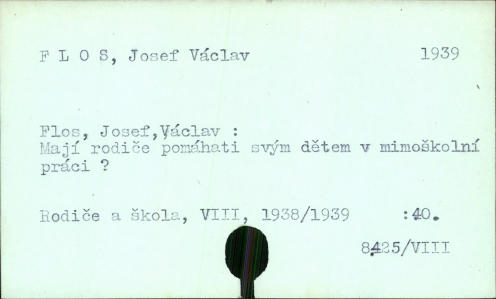 F L O S, Josef Václav 1939
Flos, Josef,Václav :
Mají rodiče pomáhati svým dětem v mimoškolní
práci ?
Rodiče a škola, VIII, 1938/1939 :40.
8425/VIII